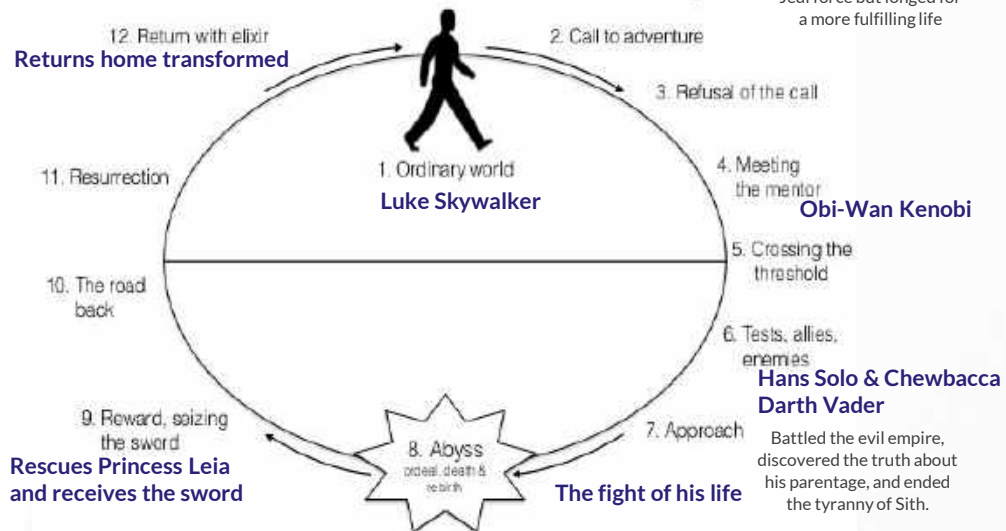 Jedi force but longed for
a more fulfilling life
12. Return with elixir
Returns home transformed
2. Call to adventure
3. Refusal of the call
11. Resurrection
1. Ordinary world
Luke Skywalker
4. Meeting
the mentor
Obi-Wan Kenobi
5. Crossing the
threshold
10. The road
back
6. Tests, allies,
enemies
Hans Solo & Chewbacca
Darth Vader
9. Reward, seizing
the sword
Rescues Princess Leia
and receives the sword
8. Abyss
ordeal, death &
rebirth
7. Approach
The fight of his life
Battled the evil empire,
discovered the truth about
his parentage, and ended
the tyranny of Sith.